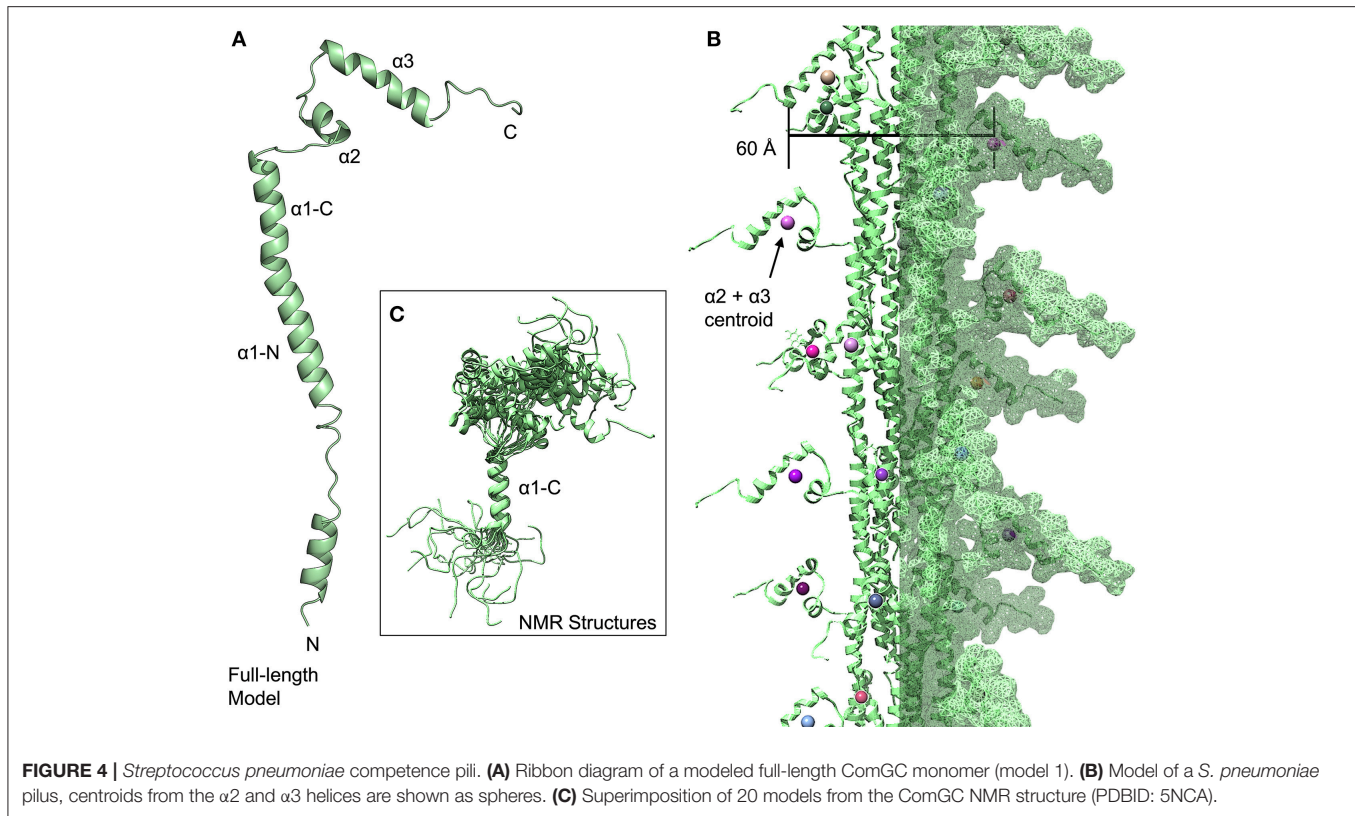 A
α3
C
α2
α1-C
α1-N
N
Full-length
Model
C
α1-C
NMR Structures
B
60 Å
α2 + α3
centroid
FIGURE 4 | Streptococcus pneumoniae competence pili. (A) Ribbon diagram of a modeled full-length ComGC monomer (model 1). (B) Model of a S. pneumoniae
pilus, centroids from the α2 and α3 helices are shown as spheres. (C) Superimposition of 20 models from the ComGC NMR structure (PDBID: 5NCA).